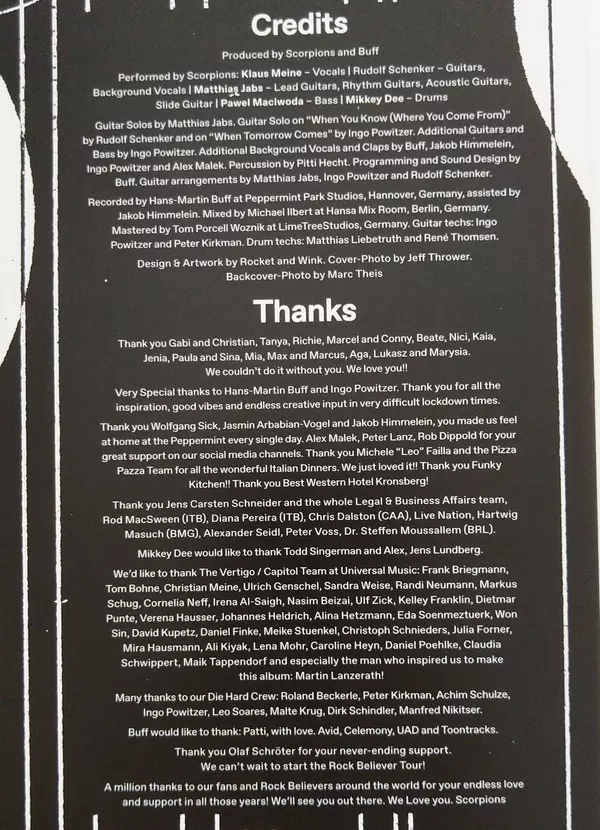 Credits
Produced by Scorpions and Buff
Performed by Scorpions: Klaus Meine – Vocals | Rudolf Schenker – Guitars,
Background Vocals | Matthias Jabs – Lead Guitars, Rhythm Guitars, Acoustic Guitars,
Slide Guitar | Pawel Maciwoda – Bass | Mikkey Dee – Drums
Guitar Solos by Matthias Jabs. Guitar Solo on "When You Know (Where You Come From)"
by Rudolf Schenker and on "When Tomorrow Comes" by Ingo Powitzer. Additional Guitars and
Bass by Ingo Powitzer. Additional Background Vocals and Claps by Buff, Jakob Himmelein,
Ingo Powitzer and Alex Malek. Percussion by Pitti Hecht. Programming and Sound Design by
Buff. Guitar arrangements by Matthias Jabs, Ingo Powitzer and Rudolf Schenker.
Recorded by Hans-Martin Buff at Peppermint Park Studios, Hannover, Germany, assisted by
Jakob Himmelein. Mixed by Michael Ilbert at Hansa Mix Room, Berlin, Germany.
Mastered by Tom Porcell Woznik at LimeTreeStudios, Germany. Guitar techs: Ingo
Powitzer and Peter Kirkman. Drum techs: Matthias Liebetruth and René Thomsen.
Design & Artwork by Rocket and Wink. Cover-Photo by Jeff Thrower.
Backcover-Photo by Marc Theis
Thanks
Thank you Gabi and Christian, Tanya, Richie, Marcel and Conny, Beate, Nici, Kaia,
Jenia, Paula and Sina, Mia, Max and Marcus, Aga, Lukasz and Marysia.
We couldn't do it without you. We love you!!
Very Special thanks to Hans-Martin Buff and Ingo Powitzer. Thank you for all the
inspiration, good vibes and endless creative input in very difficult lockdown times.
Thank you Wolfgang Sick, Jasmin Arbabian-Vogel and Jakob Himmelein, you made us feel
at home at the Peppermint every single day. Alex Malek, Peter Lanz, Rob Dippold for your
great support on our social media channels. Thank you Michele "Leo" Failla and the Pizza
Pazza Team for all the wonderful Italian Dinners. We just loved it!! Thank you Funky
Kitchen!! Thank you Best Western Hotel Kronsberg!
Thank you Jens Carsten Schneider and the whole Legal & Business Affairs team,
Rod MacSween (ITB), Diana Pereira (ITB), Chris Dalston (CAA), Live Nation, Hartwig
Masuch (BMG), Alexander Seidl, Peter Voss, Dr. Steffen Moussallem (BRL).
Mikkey Dee would like to thank Todd Singerman and Alex, Jens Lundberg.
We'd like to thank The Vertigo / Capitol Team at Universal Music: Frank Briegmann,
Tom Bohne, Christian Meine, Ulrich Genschel, Sandra Weise, Randi Neumann, Markus
Schug, Cornelia Neff, Irena Al-Saigh, Nasim Beizai, Ulf Zick, Kelley Franklin, Dietmar
Punte, Verena Hausser, Johannes Heldrich, Alina Hetzmann, Eda Soenmeztuerk, Won
Sin, David Kupetz, Daniel Finke, Meike Stuenkel, Christoph Schnieders, Julia Forner,
Mira Hausmann, Ali Kiyak, Lena Mohr, Caroline Heyn, Daniel Poehlke, Claudia
Schwippert, Maik Tappendorf and especially the man who inspired us to make
this album: Martin Lanzerath!
Many thanks to our Die Hard Crew: Roland Beckerle, Peter Kirkman, Achim Schulze,
Ingo Powitzer, Leo Soares, Malte Krug, Dirk Schindler, Manfred Nikitser.
Buff would like to thank: Patti, with love. Avid, Celemony, UAD and Toontracks.
Thank you Olaf Schröter for your never-ending support.
We can't wait to start the Rock Believer Tour!
A million thanks to our fans and Rock Believers around the world for your endless love
and support in all those years! We'll see you out there. We Love you. Scorpions